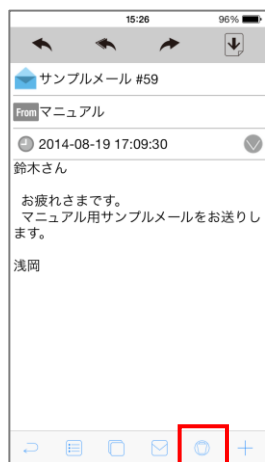 15:26 96%
サンプルメール #59
From マニュアル
2014-08-19 17:09:30
鈴木さん
お疲れさまです。
マニュアル用サンプルメールをお送りし
ます。
浅岡